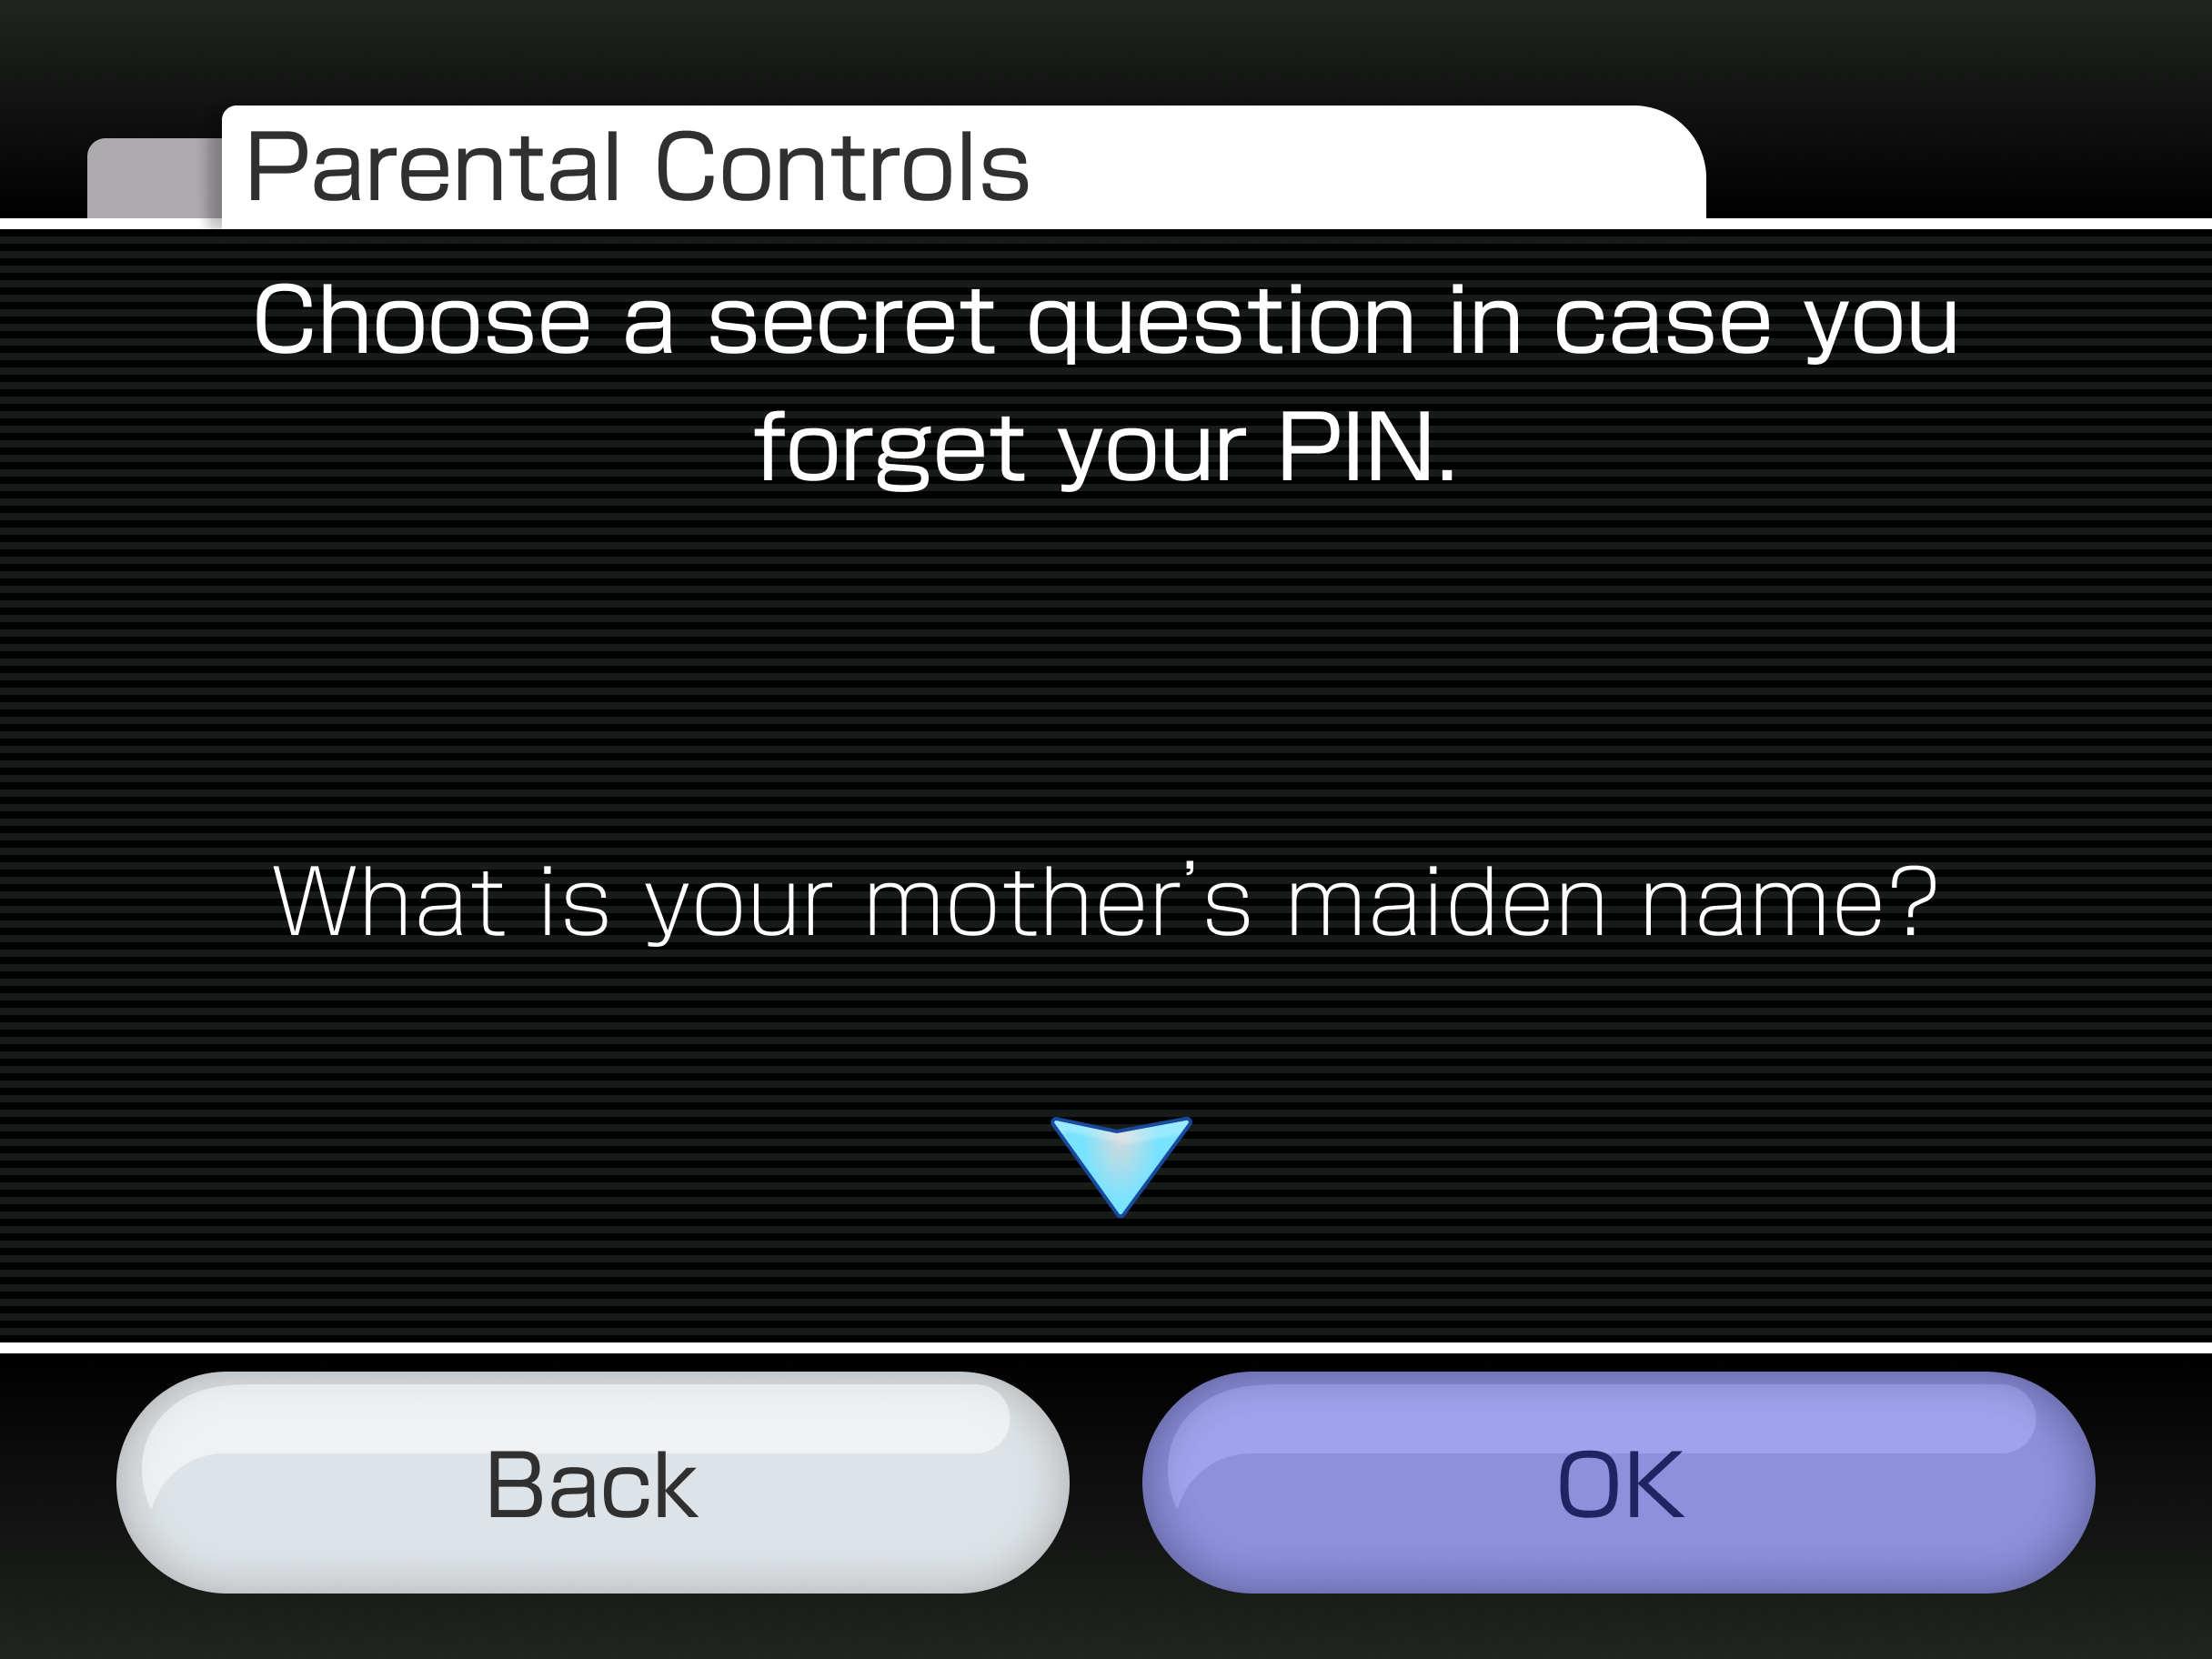 Parental Controls
Choose a secret question in case you
forget your PIN.
What is your mother’s maiden name?
Back
OK